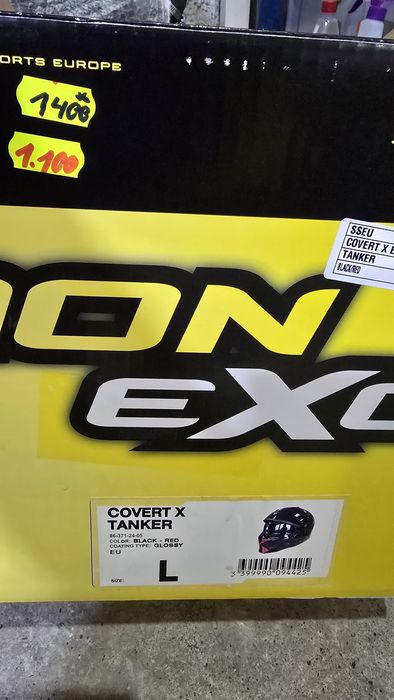 ORTS EUROPE
1400
1.100
SSEU
COVERT X E
TANKER
BLACK/RED
ION
EXO
COVERT X
TANKER
86-371-24-05
COLOR: BLACK - RED
COATING TYPE: GLOSSY
EU
SIZE: L
3 399990 094425